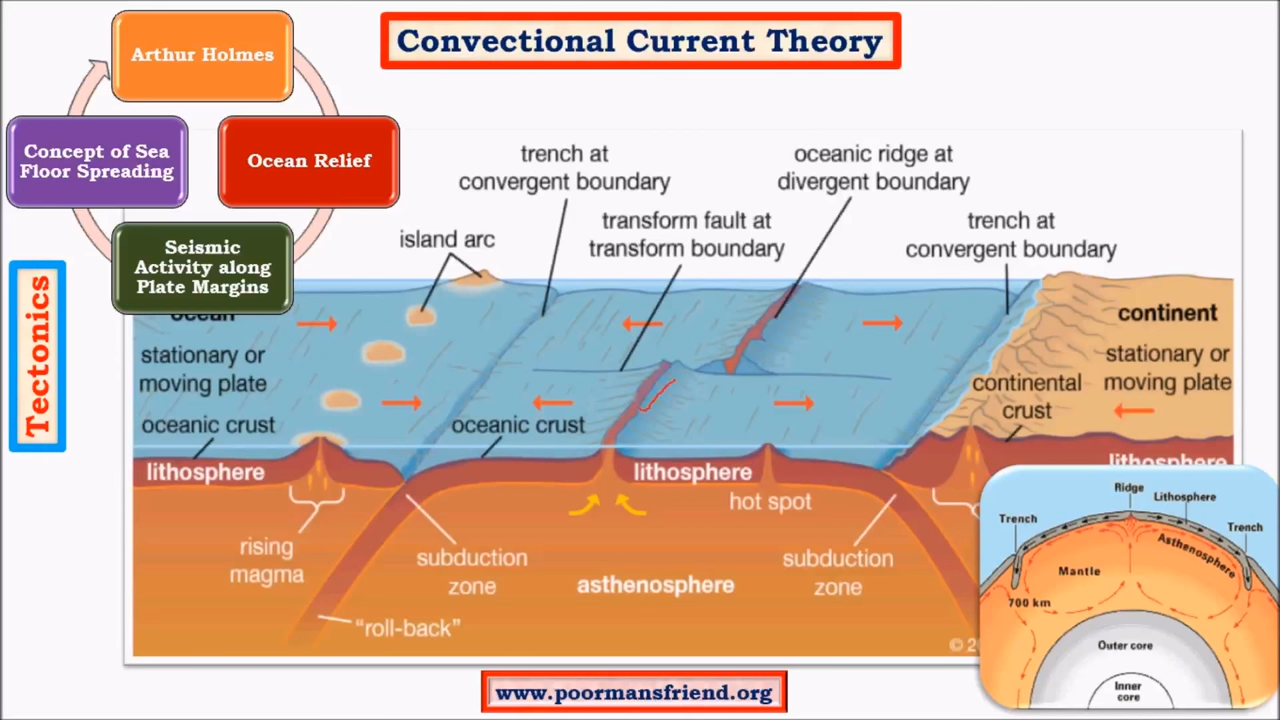 Convectional Current Theory
Arthur Holmes
Concept of Sea
Floor Spreading
Ocean Relief
Seismic
Activity along
Plate Margins
Tectonics
trench at
convergent boundary
oceanic ridge at
divergent boundary
transform fault at
transform boundary
trench at
convergent boundary
island arc
ocean
stationary or
moving plate
oceanic crust
oceanic crust
continent
stationary or
moving plate
continental
crust
lithosphere
lithosphere
lithosphere
hot spot
rising
magma
subduction
zone
subduction
zone
asthenosphere
"roll-back"
Ridge
Lithosphere
Trench
Trench
Asthenosphere
Mantle
700 km
Outer core
Inner
core
www.poormansfriend.org